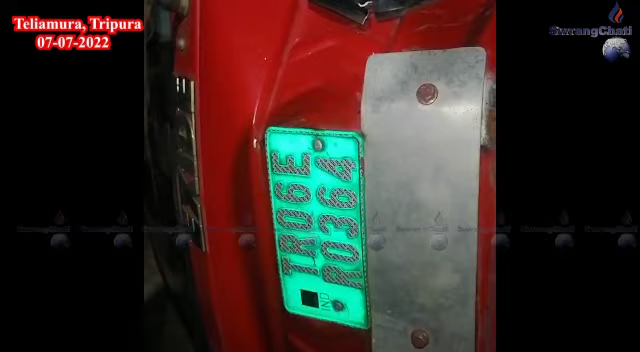 Teliamura, Tripura
07-07-2022
SwrangChati
TR06E
R0364
IND